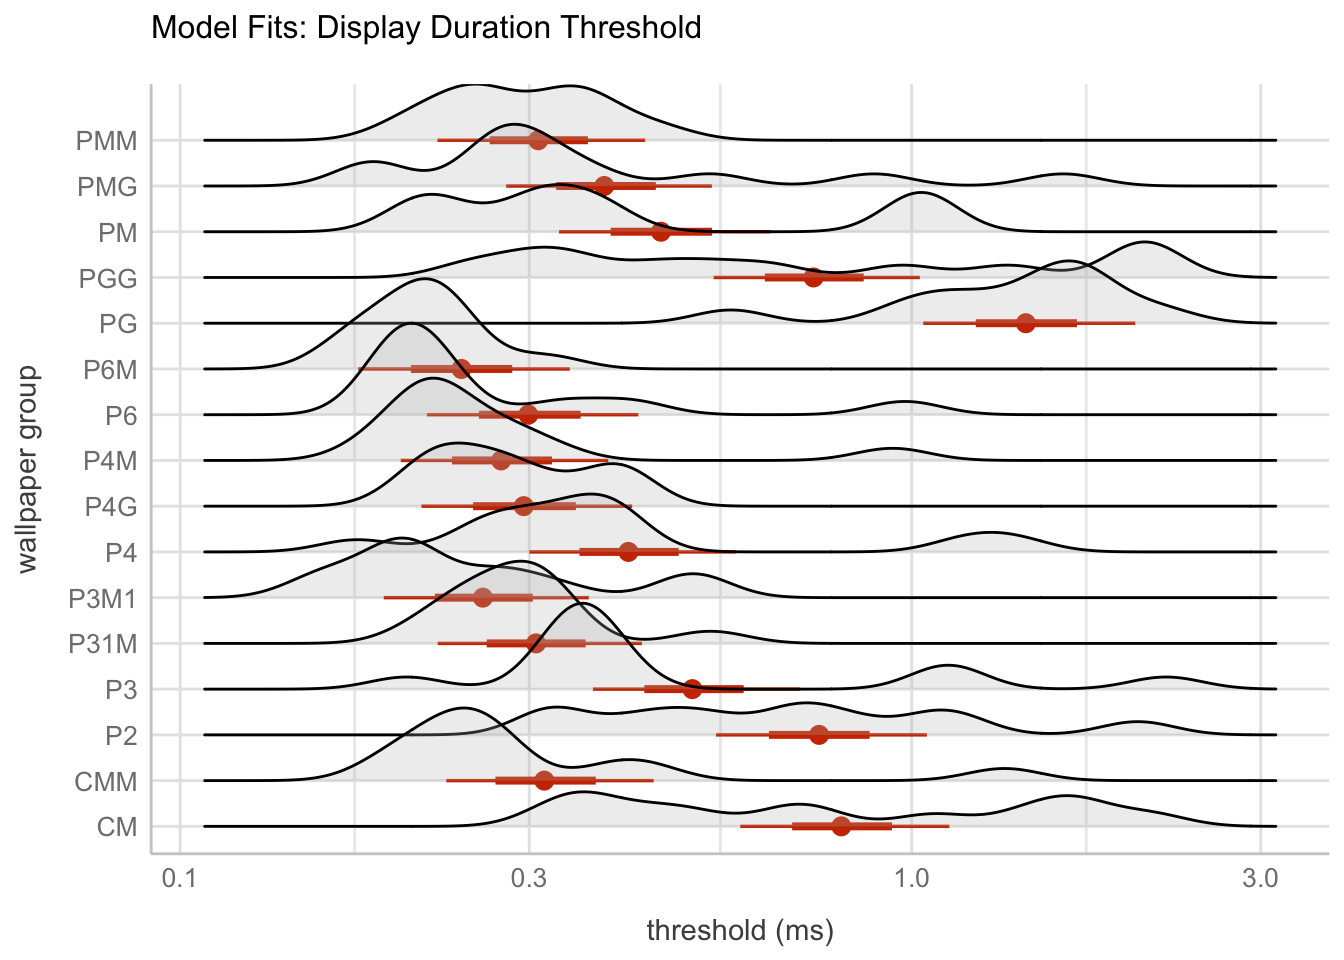 Model Fits: Display Duration Threshold
PMM
PMG
PM
PGG
PG
P6M
P6
P4M
P4G
P4
P3M1
P31M
P3
P2
CMM
CM
wallpaper group
0.1 0.3 1.0 3.0
threshold (ms)